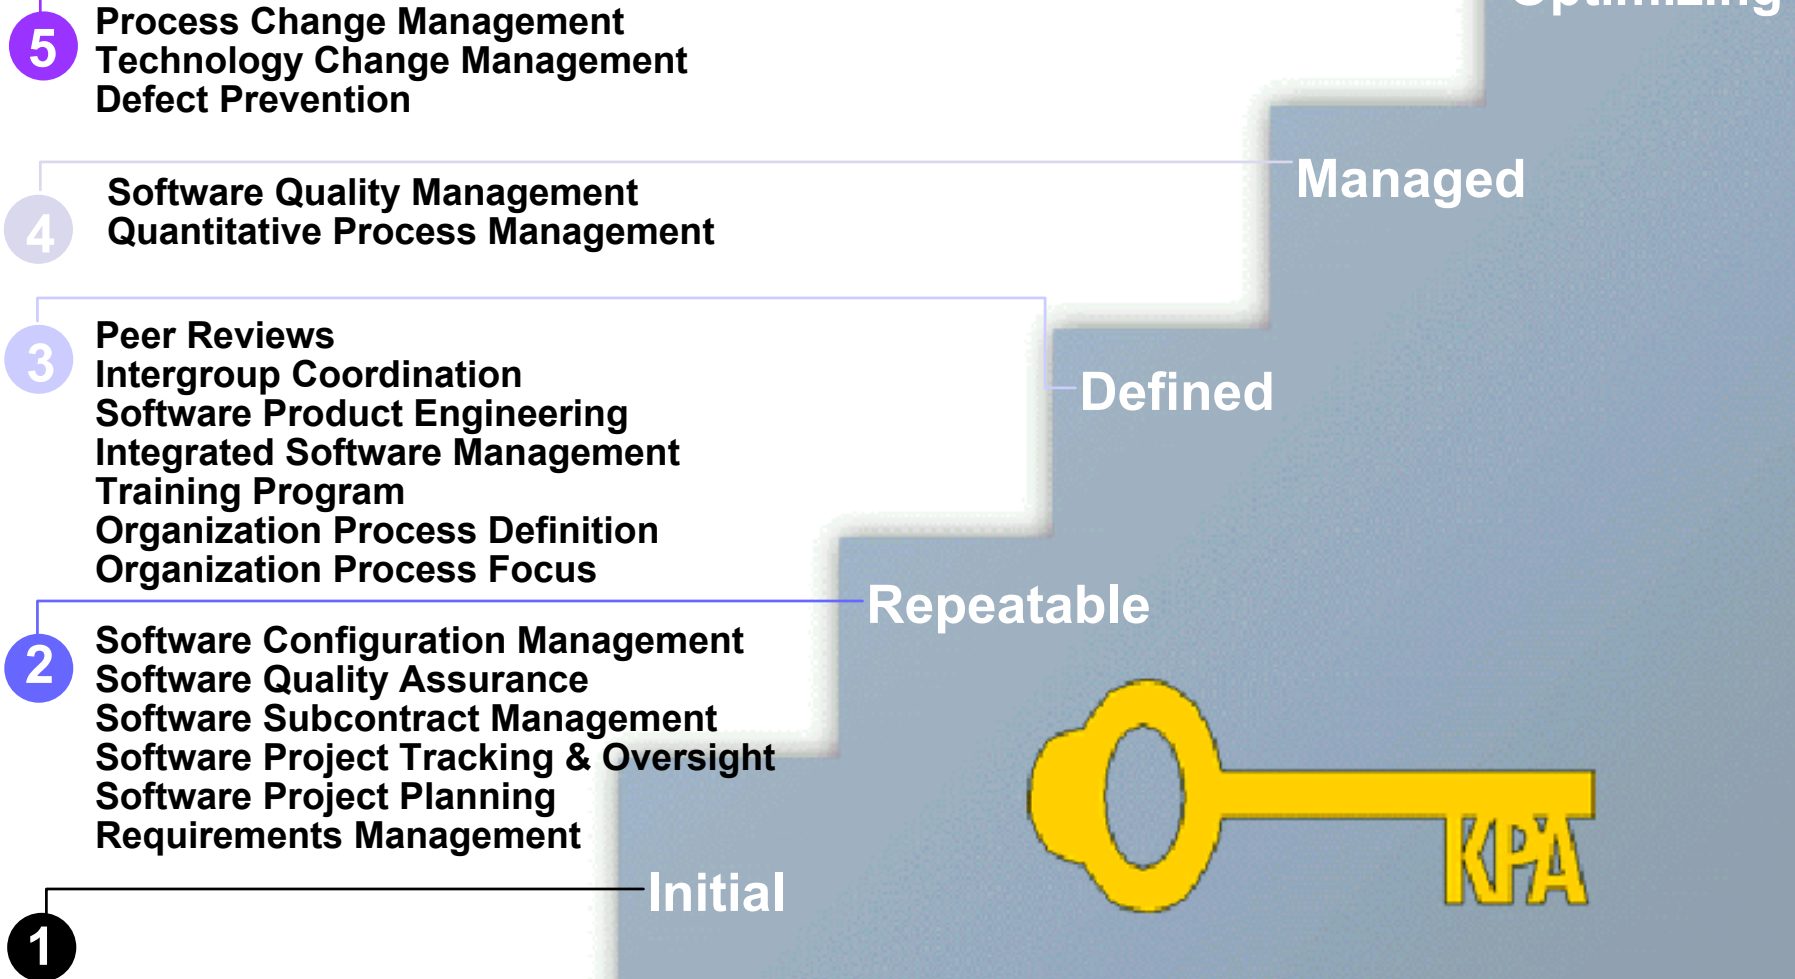 Optimizing
5
Process Change Management
Technology Change Management
Defect Prevention
Managed
4
Software Quality Management
Quantitative Process Management
3
Peer Reviews
Intergroup Coordination
Software Product Engineering
Integrated Software Management
Training Program
Organization Process Definition
Organization Process Focus
Defined
Repeatable
2
Software Configuration Management
Software Quality Assurance
Software Subcontract Management
Software Project Tracking & Oversight
Software Project Planning
Requirements Management
KPA
Initial
1